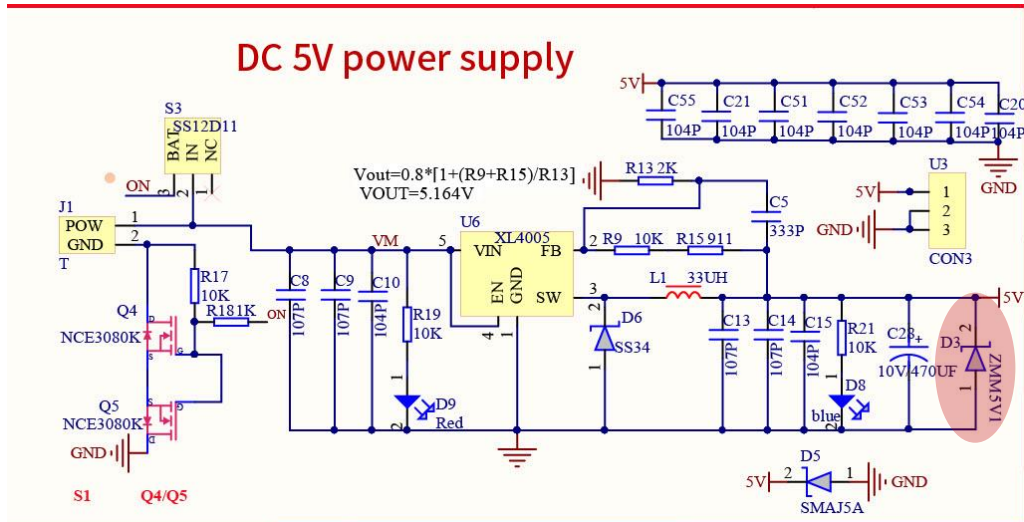 DC 5V power supply
5V
C55
C21
C51
C52
C53
C54
C20
104P
104P
104P
104P
104P
104P
104P
GND
S3
SS12D11
BAT
IN
NC
3
2
1
ON
J1
POW
GND
T
1
2
R17
10K
R18 1K
ON
Q4
NCE3080K
D
S
G
Q5
NCE3080K
S
G
D
GND
S1
Q4/Q5
Vout=0.8*[1+(R9+R15)/R13]
VOUT=5.164V
VM
C8
107P
C9
107P
C10
104P
R19
10K
1
D9
Red
2
U6
XL4005
5
VIN
FB
2
EN
GND
SW
3
4
1
R13 2K
R9
10K
R15 911
C5
333P
L1
33UH
2
D6
SS34
1
C13
107P
C14
107P
C15
104P
R21
10K
1
D8
blue
2
10V/470UF
5V
2
D3
ZMM5V1
1
U3
5V
1
2
GND
3
CON3
D5
5V
2
1
GND
SMAJ5A